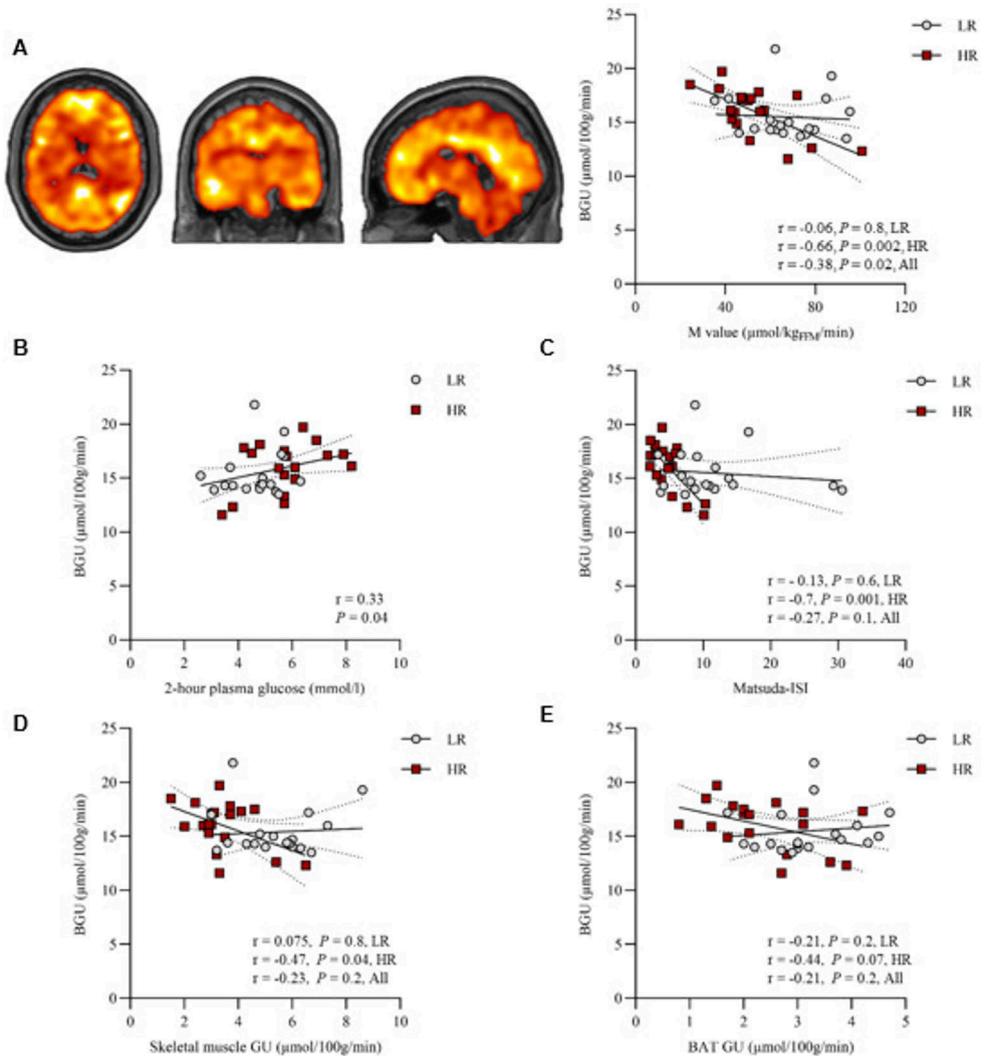 A
LR
HR
BGU (µmol/100g/min)
25
20
15
10
5
0
r = -0.06, P = 0.8, LR
r = -0.66, P = 0.002, HR
r = -0.38, P = 0.02, All
0 40 80 120
M value (µmol/kgFFM/min)
B
LR
HR
BGU (µmol/100g/min)
25
20
15
10
5
0
r = 0.33
P = 0.04
0 2 4 6 8 10
2-hour plasma glucose (mmol/l)
C
LR
HR
BGU (µmol/100g/min)
25
20
15
10
5
0
r = - 0.13, P = 0.6, LR
r = -0.7, P = 0.001, HR
r = -0.27, P = 0.1, All
0 10 20 30 40
Matsuda-ISI
D
LR
HR
BGU (µmol/100g/min)
25
20
15
10
5
0
r = 0.075, P = 0.8, LR
r = -0.47, P = 0.04, HR
r = -0.23, P = 0.2, All
0 2 4 6 8 10
Skeletal muscle GU (µmol/100g/min)
E
LR
HR
BGU (µmol/100g/min)
25
20
15
10
5
0
r = -0.21, P = 0.2, LR
r = -0.44, P = 0.07, HR
r = -0.21, P = 0.2, All
0 1 2 3 4 5
BAT GU (µmol/100g/min)